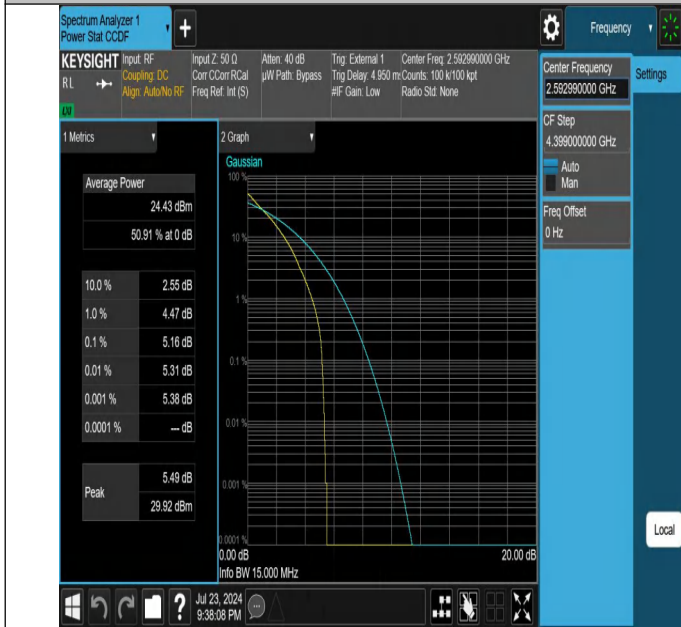 Spectrum Analyzer 1
Power Stat CCDF
+
Frequency
KEYSIGHT
RL
Input: RF
Coupling: DC
Align: Auto/No RF
Input Z: 50 Ω
Corr CCorr RCal
Freq Ref: Int (S)
Atten: 40 dB
µW Path: Bypass
Trig: External 1
Trig Delay: 4.950 m
#IF Gain: Low
Center Freq: 2.592990000 GHz
Counts: 100 k/100 kpt
Radio Std: None
1 Metrics
Average Power
24.43 dBm
50.91 % at 0 dB
10.0 % 2.55 dB
1.0 % 4.47 dB
0.1 % 5.16 dB
0.01 % 5.31 dB
0.001 % 5.38 dB
0.0001 % --- dB
Peak
5.49 dB
29.92 dBm
2 Graph
Gaussian
100 %
10 %
1 %
0.1 %
0.01 %
0.001 %
0.0001 %
0.00 dB 20.00 dB
Info BW 15.000 MHz
Center Frequency
2.592990000 GHz
CF Step
4.399000000 GHz
Auto
Man
Freq Offset
0 Hz
Settings
Local
?
Jul 23, 2024
9:38:08 PM